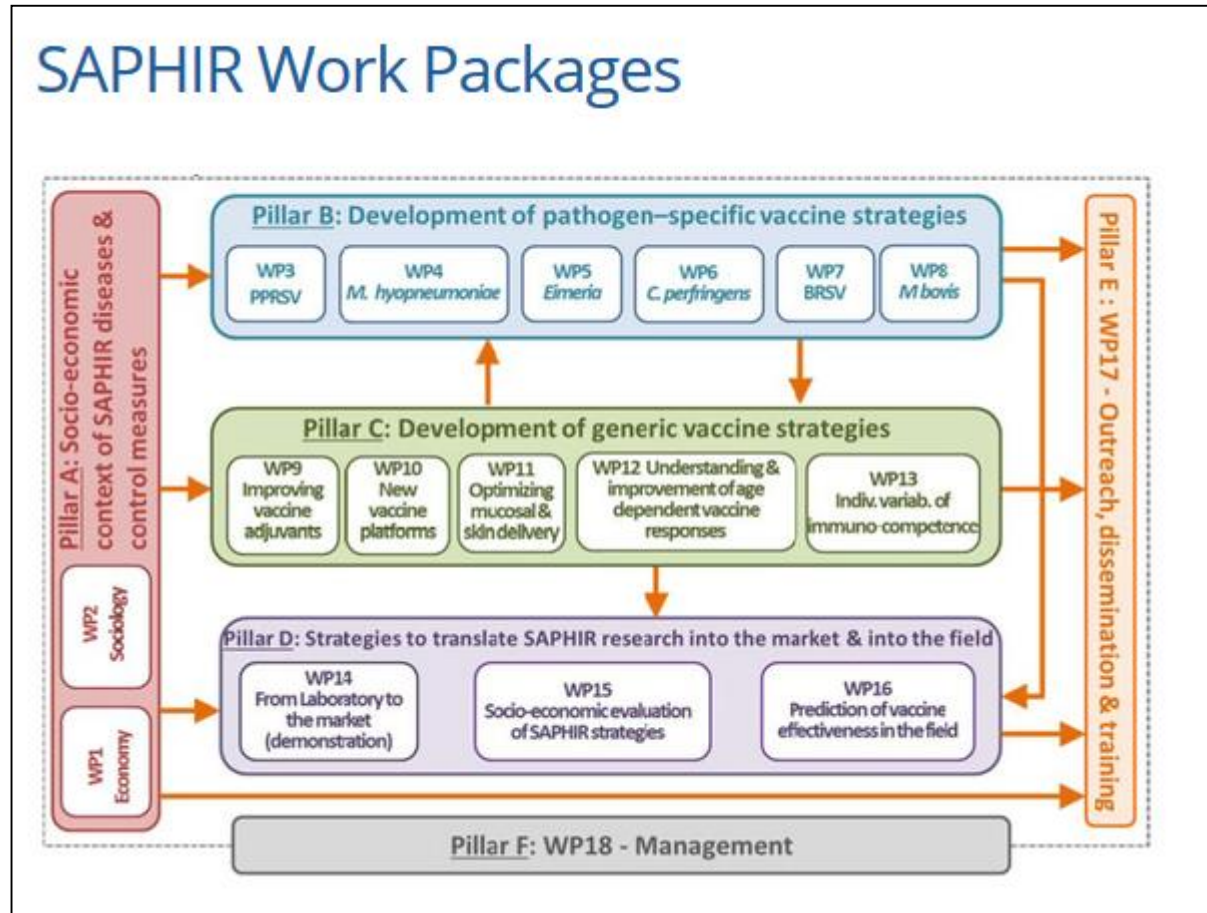 SAPHIR Work Packages
Pillar A: Socio-economic
context of SAPHIR diseases &
control measures
WP2
Sociology
WP1
Economy
Pillar B: Development of pathogen–specific vaccine strategies
WP3
PPRSV
WP4
M. hyopneumoniae
WP5
Eimeria
WP6
C. perfringens
WP7
BRSV
WP8
M bovis
Pillar C: Development of generic vaccine strategies
WP9
Improving
vaccine
adjuvants
WP10
New
vaccine
platforms
WP11
Optimizing
mucosal &
skin delivery
WP12 Understanding &
improvement of age
dependent vaccine
responses
WP13
Indiv. variab. of
immuno-competence
Pillar D: Strategies to translate SAPHIR research into the market & into the field
WP14
From Laboratory to
the market
(demonstration)
WP15
Socio-economic evaluation
of SAPHIR strategies
WP16
Prediction of vaccine
effectiveness in the field
Pillar E : WP17 - Outreach, dissemination & training
Pillar F: WP18 - Management